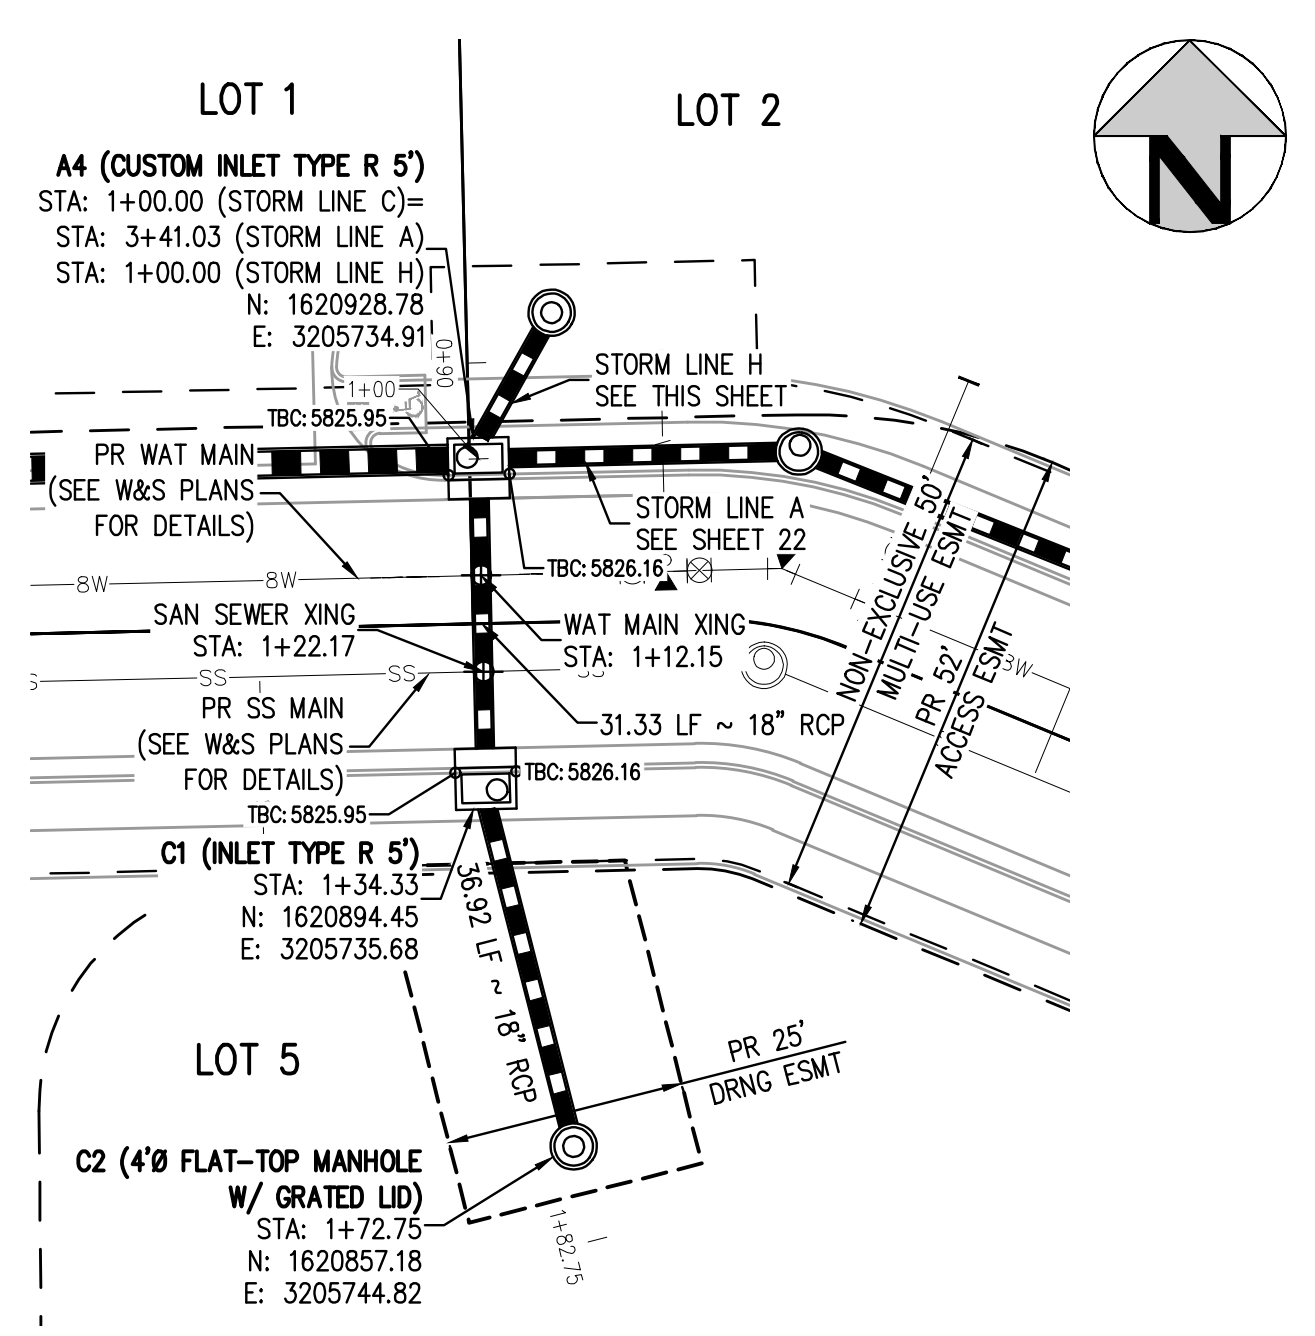 LOT 1
LOT 2
N
A4 (CUSTOM INLET TYPE R 5')
STA: 1+00.00 (STORM LINE C)=
STA: 3+41.03 (STORM LINE A)
STA: 1+00.00 (STORM LINE H)
N: 1620928.78
E: 3205734.91
0+90
1+00
TBC: 5825.95
STORM LINE H
SEE THIS SHEET
PR WAT MAIN
(SEE W&S PLANS
FOR DETAILS)
STORM LINE A
SEE SHEET 22
TBC: 5826.16
8W
8W
SAN SEWER XING
STA: 1+22.17
WAT MAIN XING
STA: 1+12.15
NON-EXCLUSIVE 50'
MULTI-USE ESMT
PR 52'
ACCESS ESMT
SS
SS
SS
PR SS MAIN
(SEE W&S PLANS
FOR DETAILS)
31.33 LF ~ 18" RCP
TBC: 5826.16
TBC: 5825.95
C1 (INLET TYPE R 5')
STA: 1+34.33
N: 1620894.45
E: 3205735.68
36.92 LF ~ 18" RCP
LOT 5
PR 25'
DRNG ESMT
C2 (4'Ø FLAT-TOP MANHOLE
W/ GRATED LID)
STA: 1+72.75
N: 1620857.18
E: 3205744.82
1+82.75